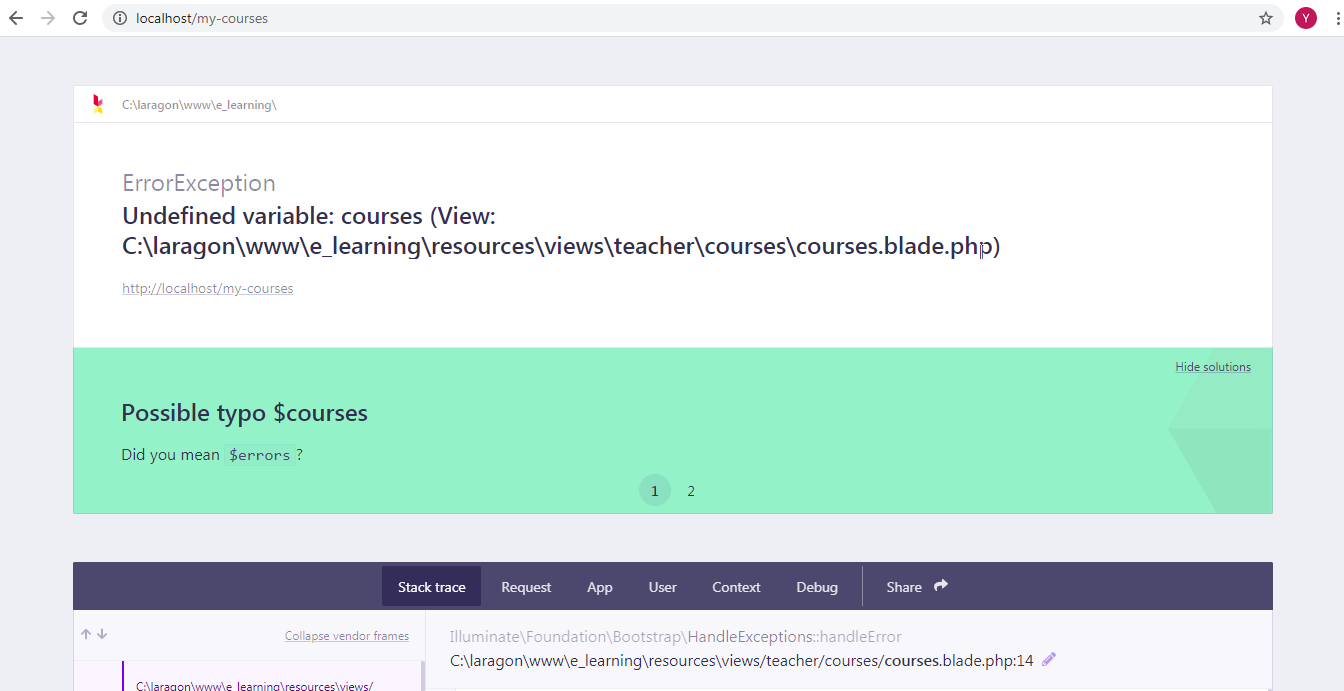 localhost/my-courses
Y
C:\laragon\www\e_learning\
ErrorException
Undefined variable: courses (View:
C:\laragon\www\e_learning\resources\views\teacher\courses\courses.blade.php)
http://localhost/my-courses
Hide solutions
Possible typo $courses
Did you mean $errors ?
1 2
Stack trace Request App User Context Debug Share
Collapse vendor frames
Illuminate\Foundation\Bootstrap\HandleExceptions::handleError
C:\laragon\www\e_learning\resources\views/teacher/courses/courses.blade.php:14
C:\laragon\www\e_learning\resources\views/